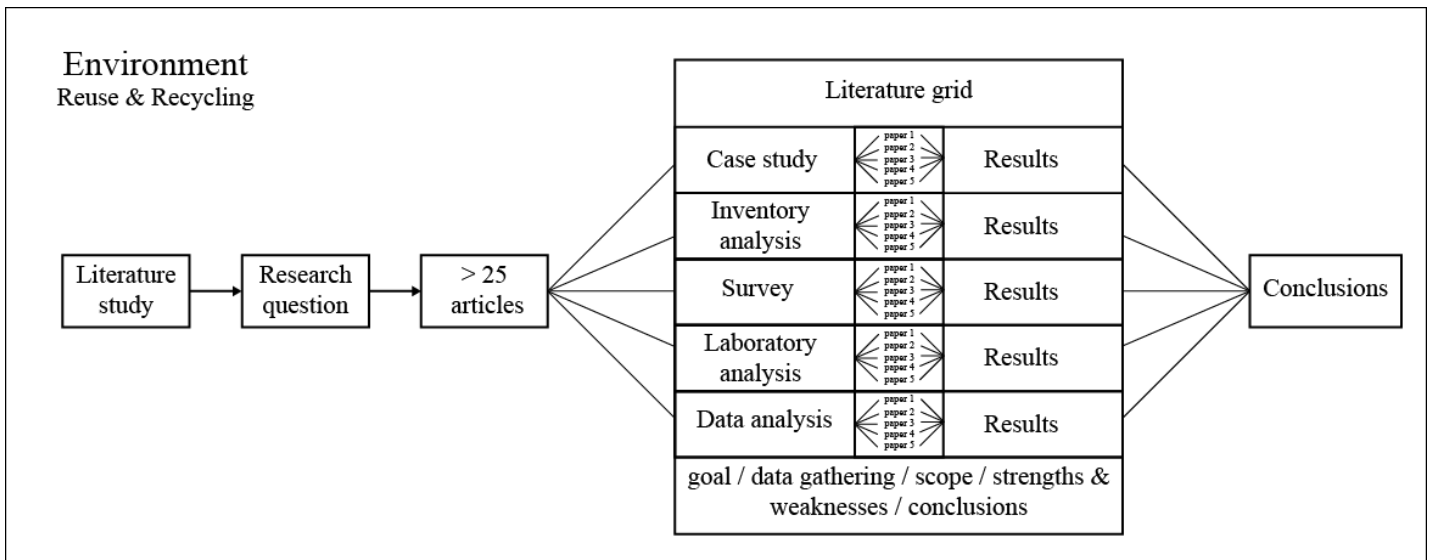 Environment
Reuse & Recycling
Literature
study
Research
question
> 25
articles
Literature grid
Case study
paper 1
paper 2
paper 3
paper 4
paper 5
Results
Inventory
analysis
paper 1
paper 2
paper 3
paper 4
paper 5
Results
Survey
paper 1
paper 2
paper 3
paper 4
paper 5
Results
Laboratory
analysis
paper 1
paper 2
paper 3
paper 4
paper 5
Results
Data analysis
paper 1
paper 2
paper 3
paper 4
paper 5
Results
goal / data gathering / scope / strengths &
weaknesses / conclusions
Conclusions